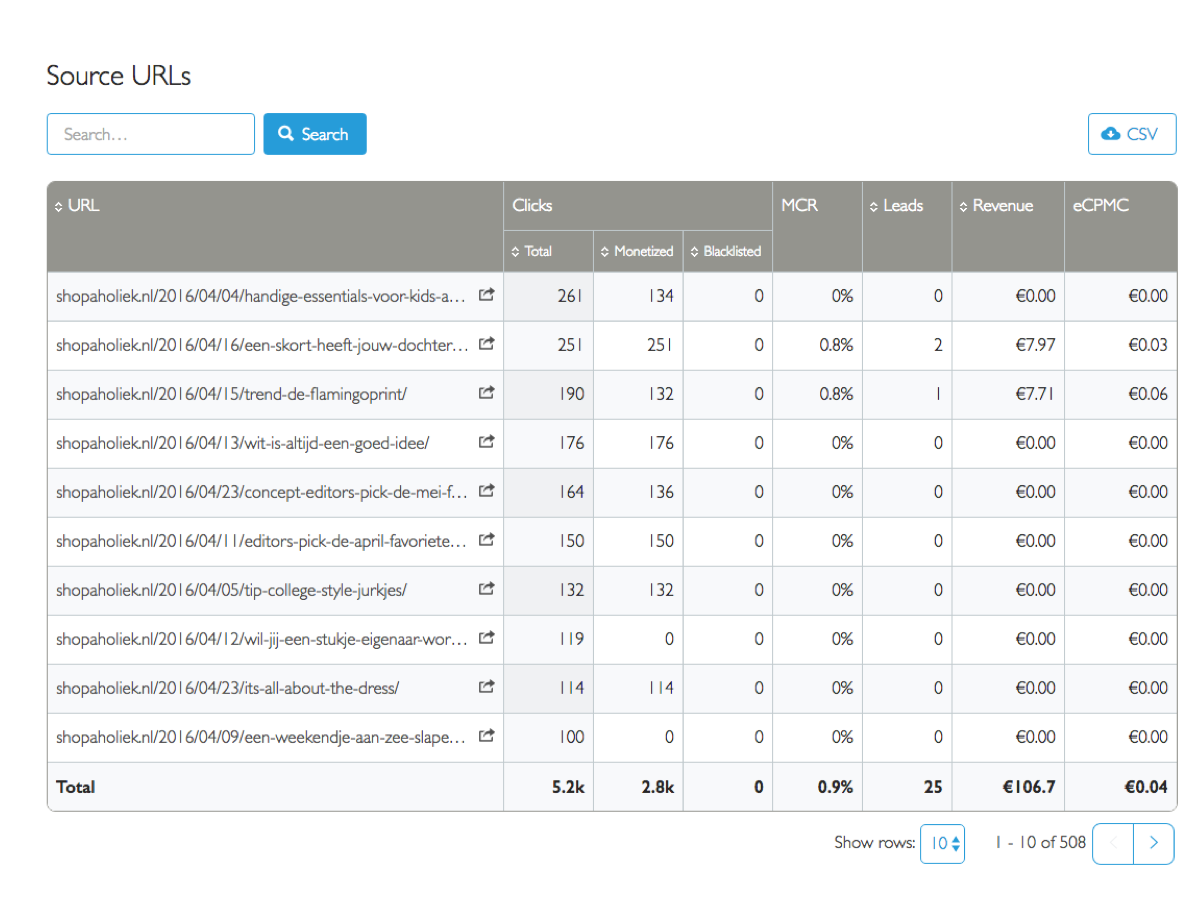 Source URLs
Search…
Search
CSV
URL Clicks MCR Leads Revenue eCPMC
Total Monetized Blacklisted
shopaholiek.nl/2016/04/04/handige-essentials-voor-kids-a… 261 134 0 0% 0 €0.00 €0.00
shopaholiek.nl/2016/04/16/een-skort-heeft-jouw-dochter… 251 251 0 0.8% 2 €7.97 €0.03
shopaholiek.nl/2016/04/15/trend-de-flamingoprint/ 190 132 0 0.8% 1 €7.71 €0.06
shopaholiek.nl/2016/04/13/wit-is-altijd-een-goed-idee/ 176 176 0 0% 0 €0.00 €0.00
shopaholiek.nl/2016/04/23/concept-editors-pick-de-mei-f… 164 136 0 0% 0 €0.00 €0.00
shopaholiek.nl/2016/04/11/editors-pick-de-april-favoriete… 150 150 0 0% 0 €0.00 €0.00
shopaholiek.nl/2016/04/05/tip-college-style-jurkjes/ 132 132 0 0% 0 €0.00 €0.00
shopaholiek.nl/2016/04/12/wil-jij-een-stukje-eigenaar-wor… 119 0 0 0% 0 €0.00 €0.00
shopaholiek.nl/2016/04/23/its-all-about-the-dress/ 114 114 0 0% 0 €0.00 €0.00
shopaholiek.nl/2016/04/09/een-weekendje-aan-zee-slape… 100 0 0 0% 0 €0.00 €0.00
Total 5.2k 2.8k 0 0.9% 25 €106.7 €0.04
Show rows: 10 1 - 10 of 508